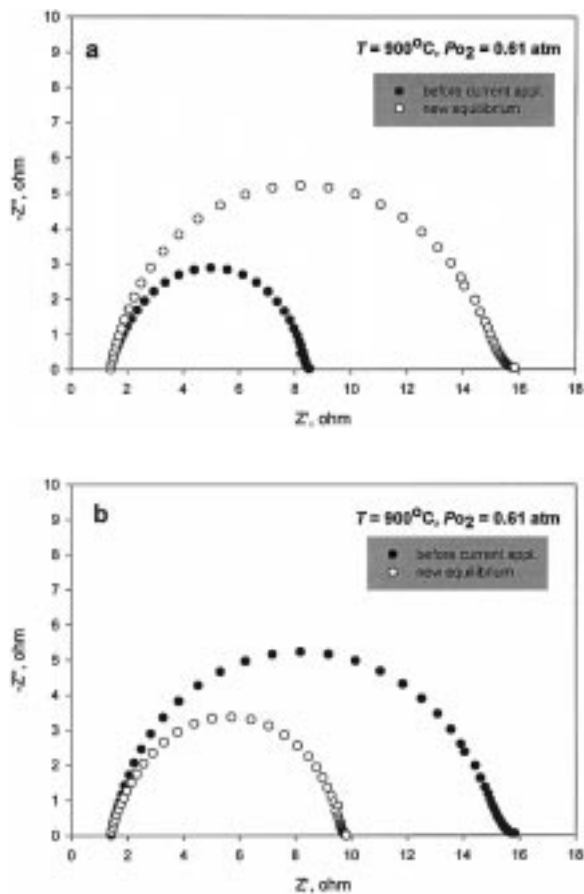 a
T = 900°C, Po₂ = 0.61 atm
before current appl.
new equilibrium
10
9
8
7
6
5
4
3
2
1
0
-Z'', ohm
0 2 4 6 8 10 12 14 16 18
Z', ohm
b
T = 900°C, Po₂ = 0.61 atm
before current appl.
new equilibrium
10
9
8
7
6
5
4
3
2
1
0
-Z'', ohm
0 2 4 6 8 10 12 14 16 18
Z', ohm